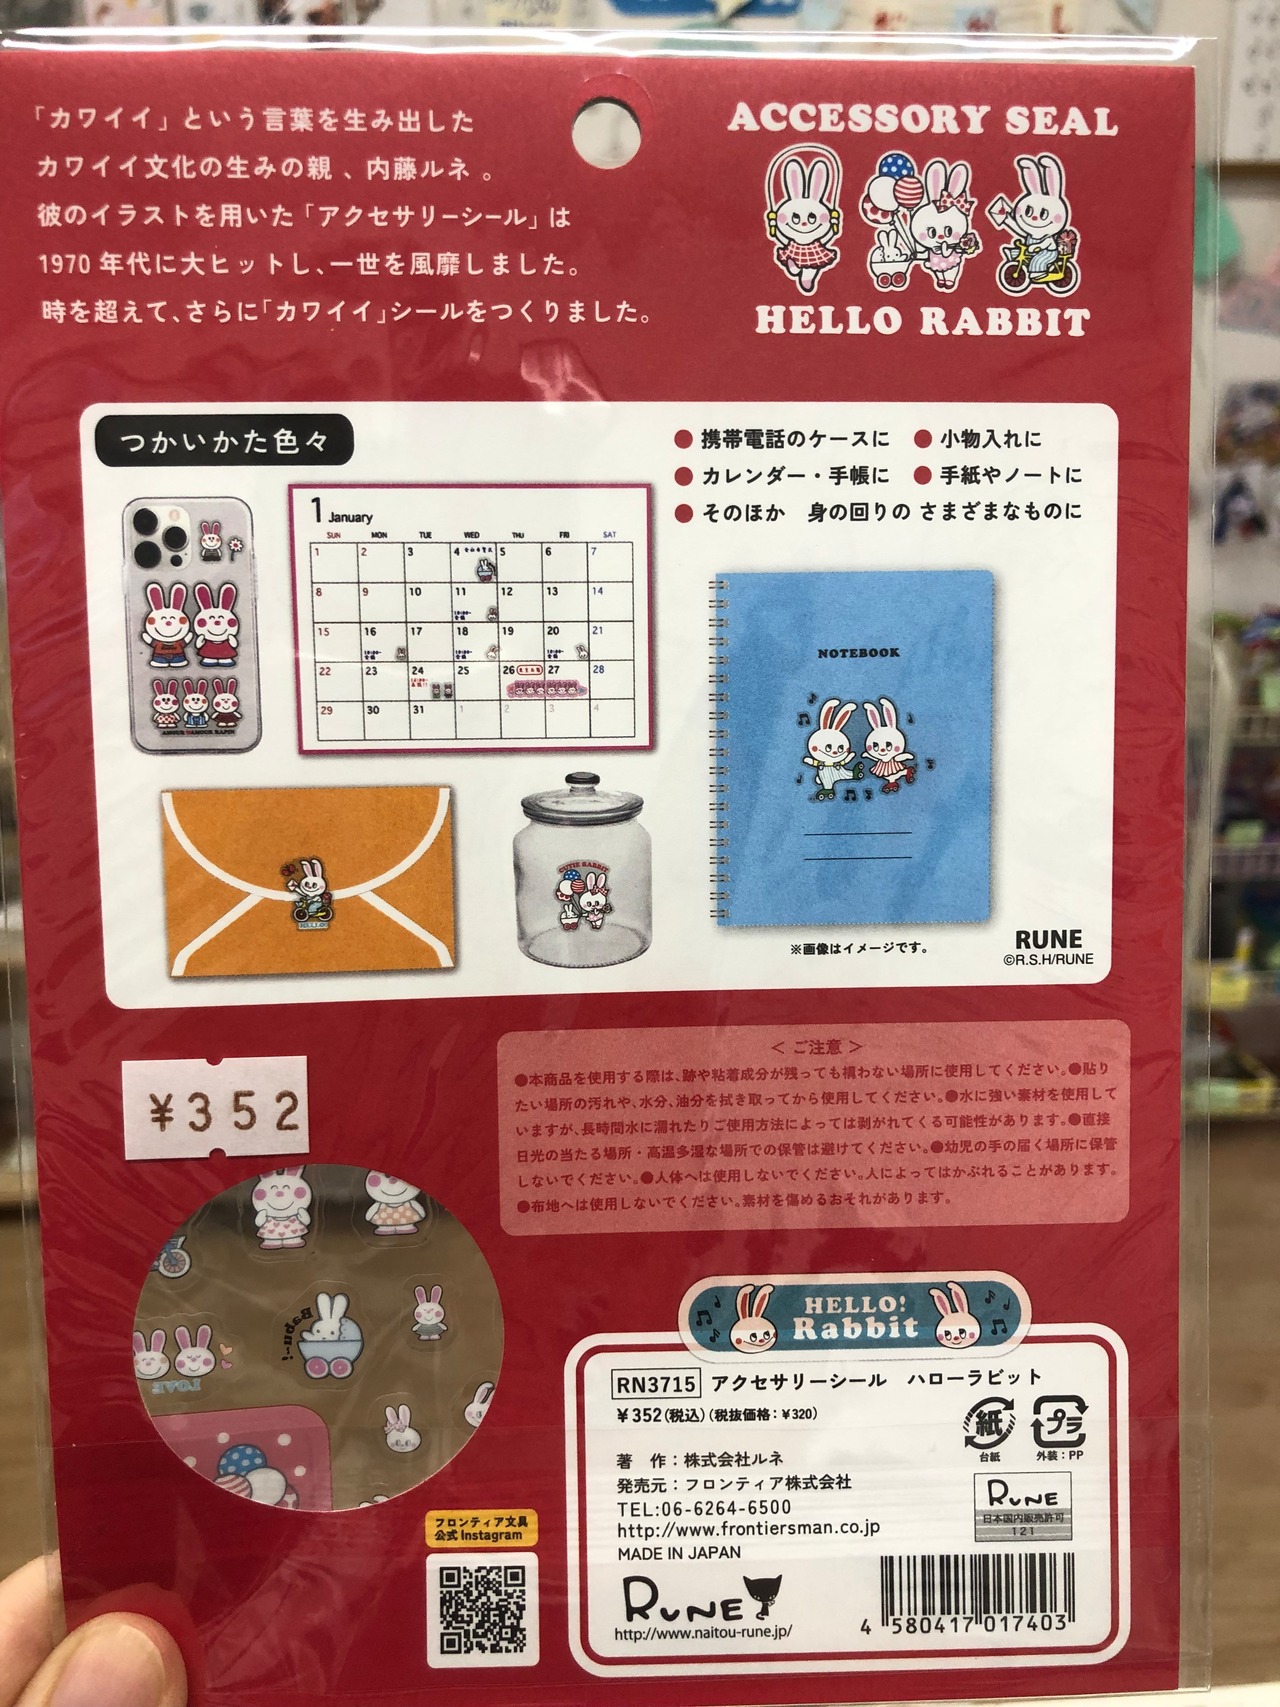 「カワイイ」という言葉を生み出した
カワイイ文化の生みの親、内藤ルネ。
彼のイラストを用いた「アクセサリーシール」は
1970年代に大ヒットし、一世を風靡しました。
時を超えて、さらに「カワイイ」シールをつくりました。
ACCESSORY SEAL
HELLO RABBIT
つかいかた色々
●携帯電話のケースに ●小物入れに
●カレンダー・手帳に ●手紙やノートに
●そのほか 身の回りの さまざまなものに
1 January
SUN MON TUE WED THU FRI SAT
1 2 3 4 5 6 7
8 9 10 11 12 13 14
15 16 17 18 19 20 21
22 23 24 25 26 27 28
29 30 31 1 2 3 4
NOTEBOOK
HELLO!
CUTIE RABBIT
※画像はイメージです。
RUNE
©R.S.H/RUNE
¥352
＜ ご注意 ＞
●本商品を使用する際は、跡や粘着成分が残っても構わない場所に使用してください。●貼り
たい場所の汚れや、水分、油分を拭き取ってから使用してください。●水に強い素材を使用して
いますが、長時間水に濡れたりご使用方法によっては剥がれてくる可能性があります。●直接
日光の当たる場所・高温多湿な場所での保管は避けてください。●幼児の手の届く場所に保管
しないでください。●人体へは使用しないでください。人によってはかぶれることがあります。
●布地へは使用しないでください。素材を傷めるおそれがあります。
HELLO!
Rabbit
RN3715 アクセサリーシール ハローラビット
¥352(税込)(税抜価格：¥320)
紙
台紙
プラ
外装：PP
著 作：株式会社ルネ
発売元：フロンティア株式会社
TEL:06-6264-6500
http://www.frontiersman.co.jp
MADE IN JAPAN
RUNE
日本国内販売許可
121
RUNE
http://www.naitou-rune.jp/
4 580417 017403
フロンティア文具
公式Instagram